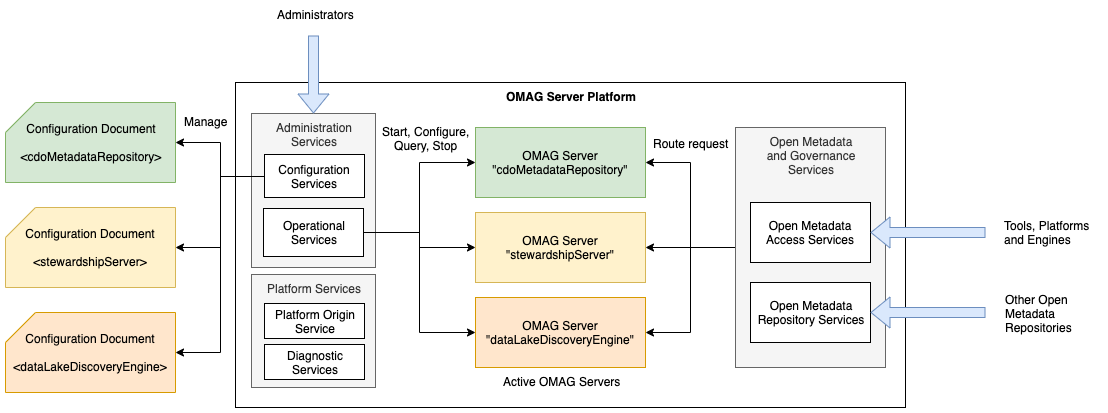 Administrators
OMAG Server Platform
Configuration Document
<cdoMetadataRepository>
Manage
Administration
Services
Configuration
Services
Operational
Services
Start, Configure,
Query, Stop
OMAG Server
"cdoMetadataRepository"
Route request
Open Metadata
and Governance
Services
Configuration Document
<stewardshipServer>
OMAG Server
"stewardshipServer"
Open Metadata
Access Services
Tools, Platforms
and Engines
Platform Services
Platform Origin
Service
Diagnostic
Services
Configuration Document
<dataLakeDiscoveryEngine>
OMAG Server
"dataLakeDiscoveryEngine"
Active OMAG Servers
Open Metadata
Repository Services
Other Open
Metadata
Repositories